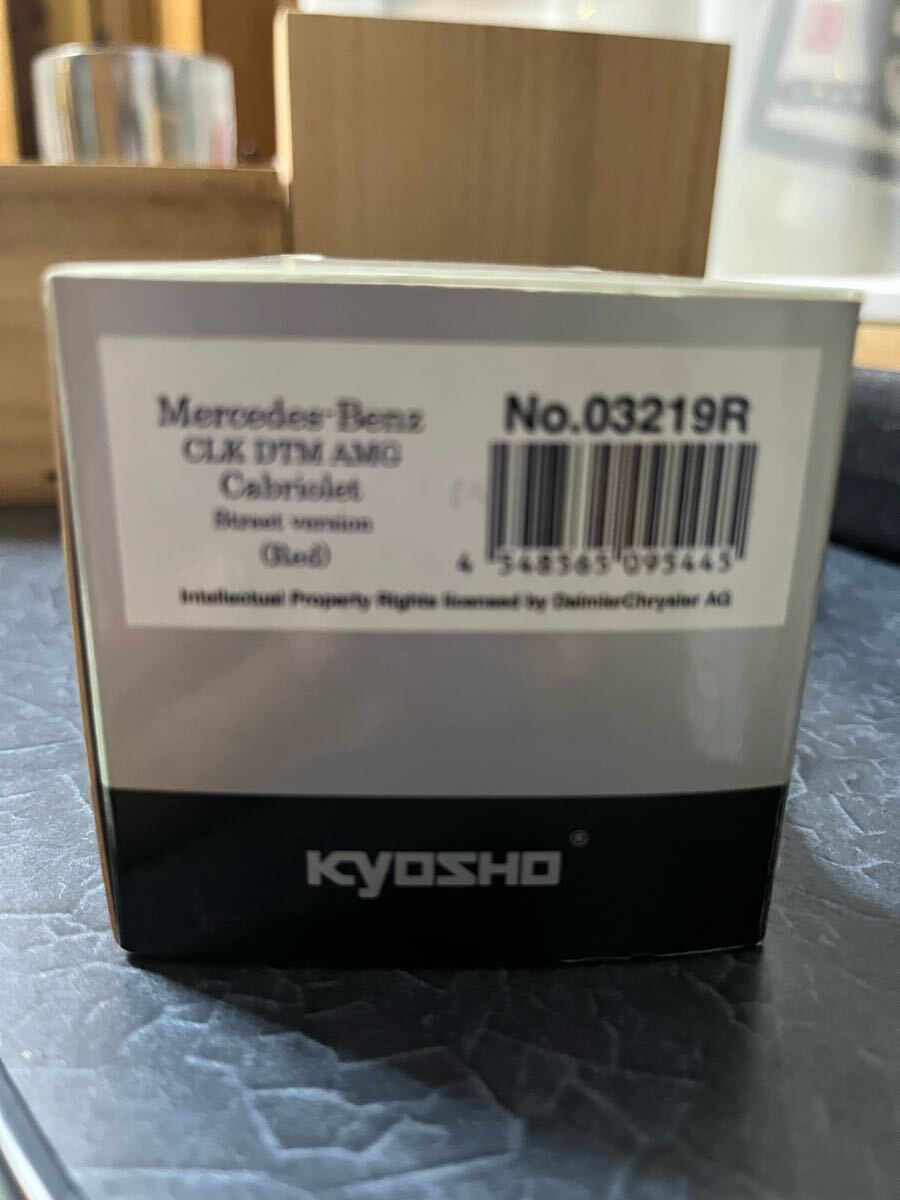 Mercedes-Benz
CLK DTM AMG
Cabriolet
Street version
(Red)
No.03219R
4 548565 095445
Intellectual Property Rights licensed by DaimlerChrysler AG
KYOSHO®